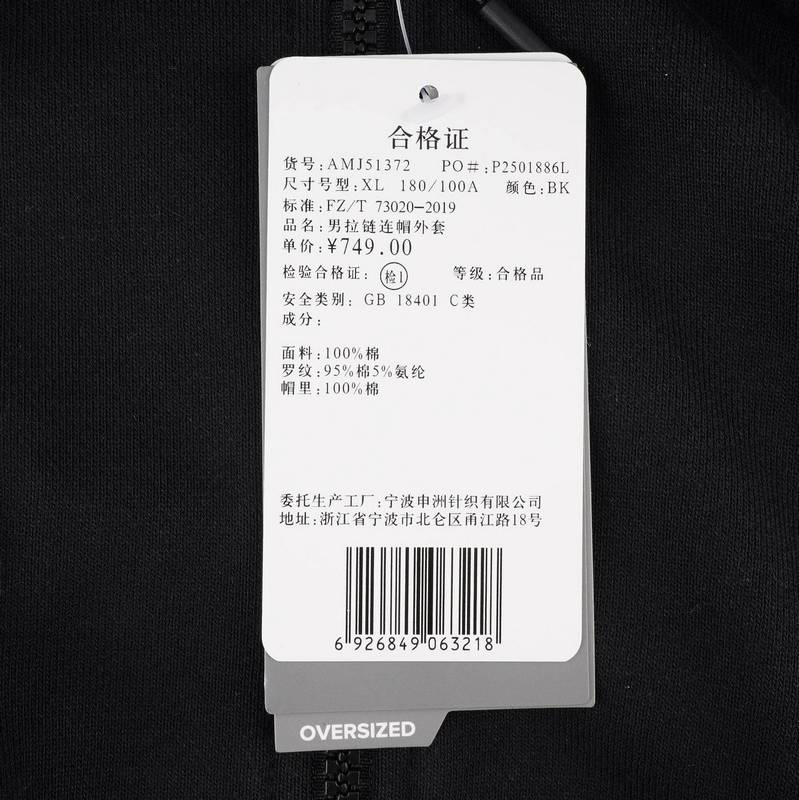 合格证
货号:AMJ51372 PO#:P2501886L
尺寸号型:XL 180/100A 颜色:BK
标准:FZ/T 73020-2019
品名:男拉链连帽外套
单价:¥749.00
检验合格证: 检1 等级:合格品
安全类别: GB 18401 C类
成分:
面料:100%棉
罗纹:95%棉5%氨纶
帽里:100%棉
委托生产工厂:宁波申洲针织有限公司
地址:浙江省宁波市北仑区甬江路18号
6 926849 063218
OVERSIZED